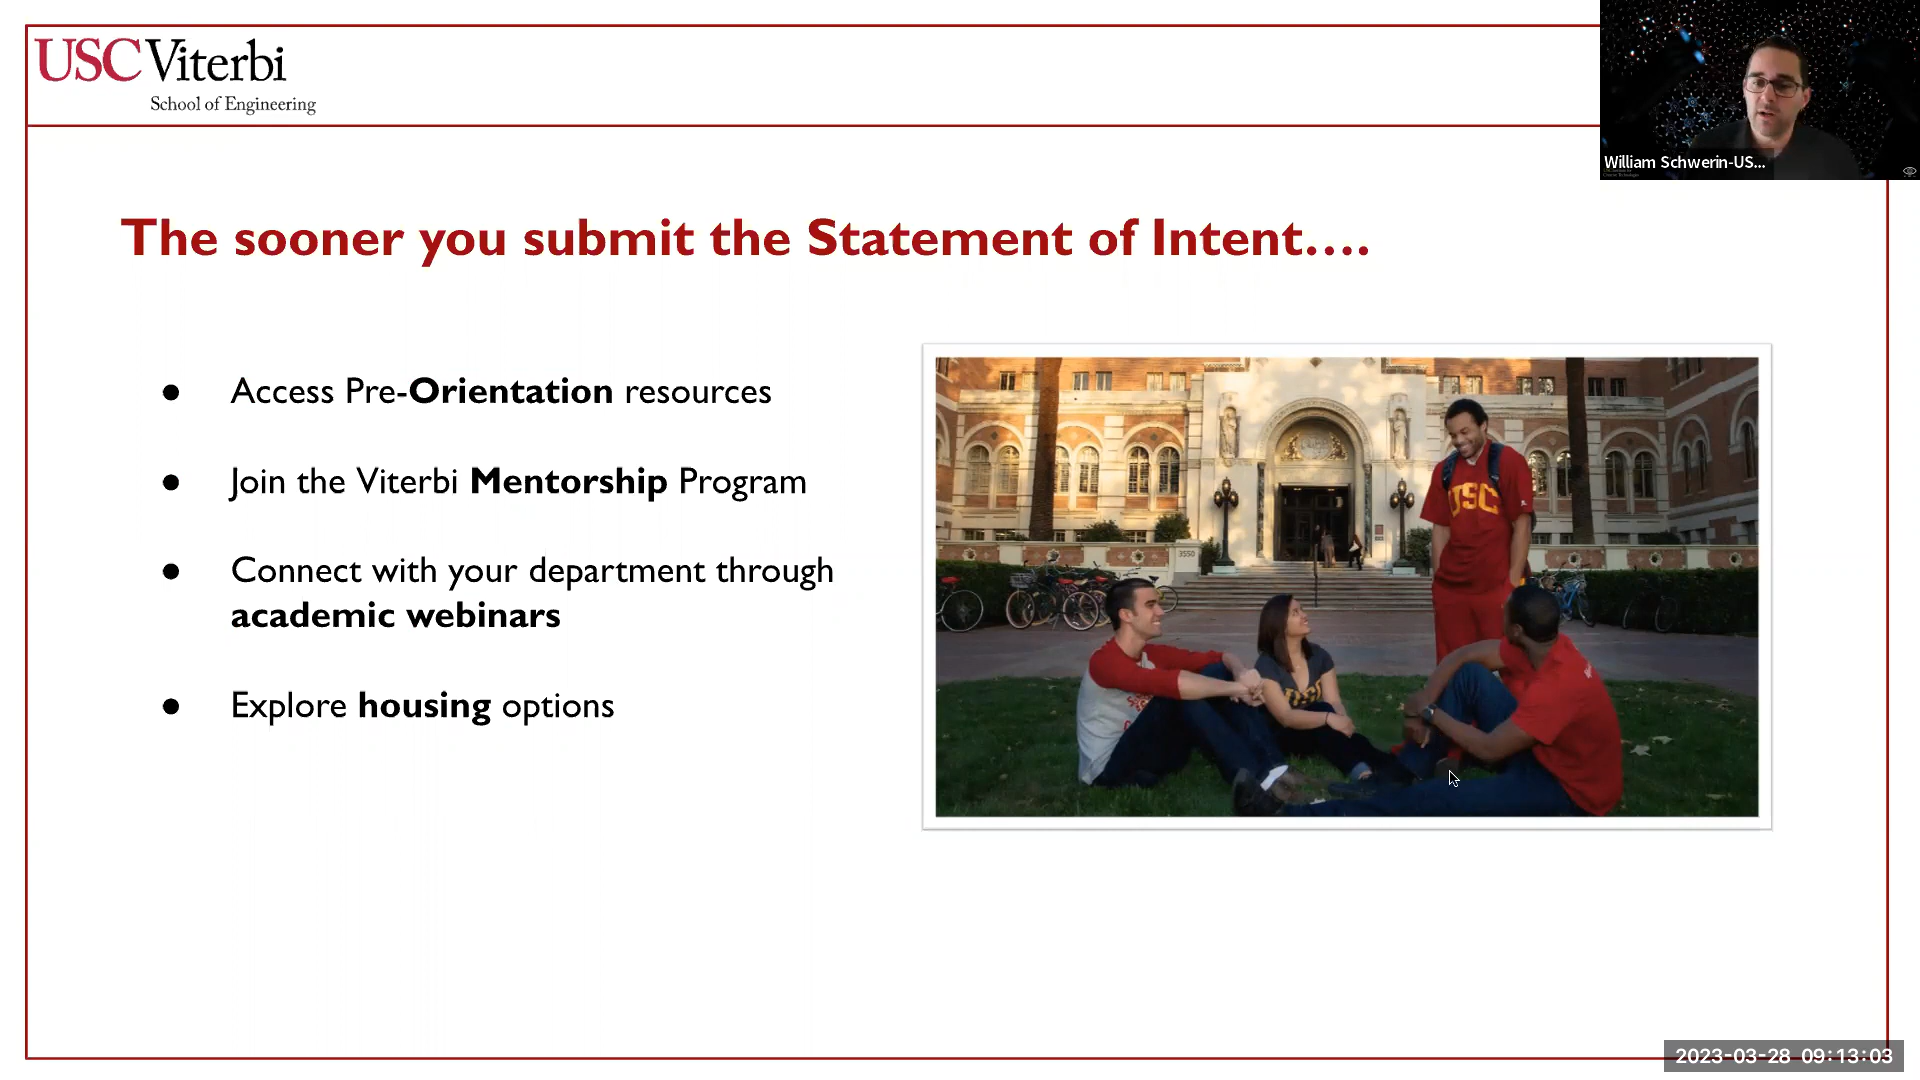 USC Viterbi
School of Engineering
William Schwerin-US...
The sooner you submit the Statement of Intent....
● Access Pre-Orientation resources
● Join the Viterbi Mentorship Program
● Connect with your department through
academic webinars
● Explore housing options
3550
USC
2023-03-28 09:13:03